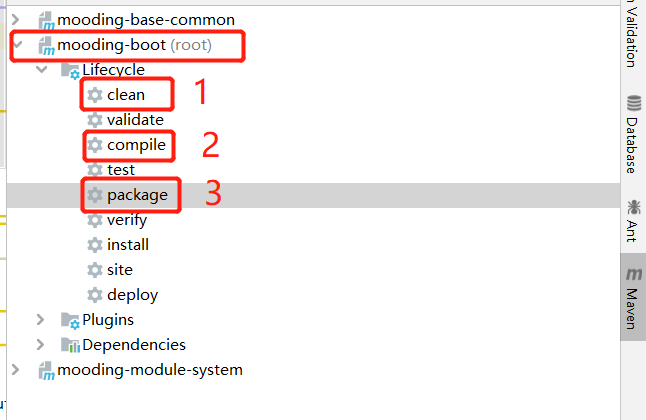 mooding-base-common
mooding-boot (root)
Lifecycle
clean 1
validate
compile 2
test
package 3
verify
install
site
deploy
Plugins
Dependencies
mooding-module-system
Validation
Database
Ant
Maven